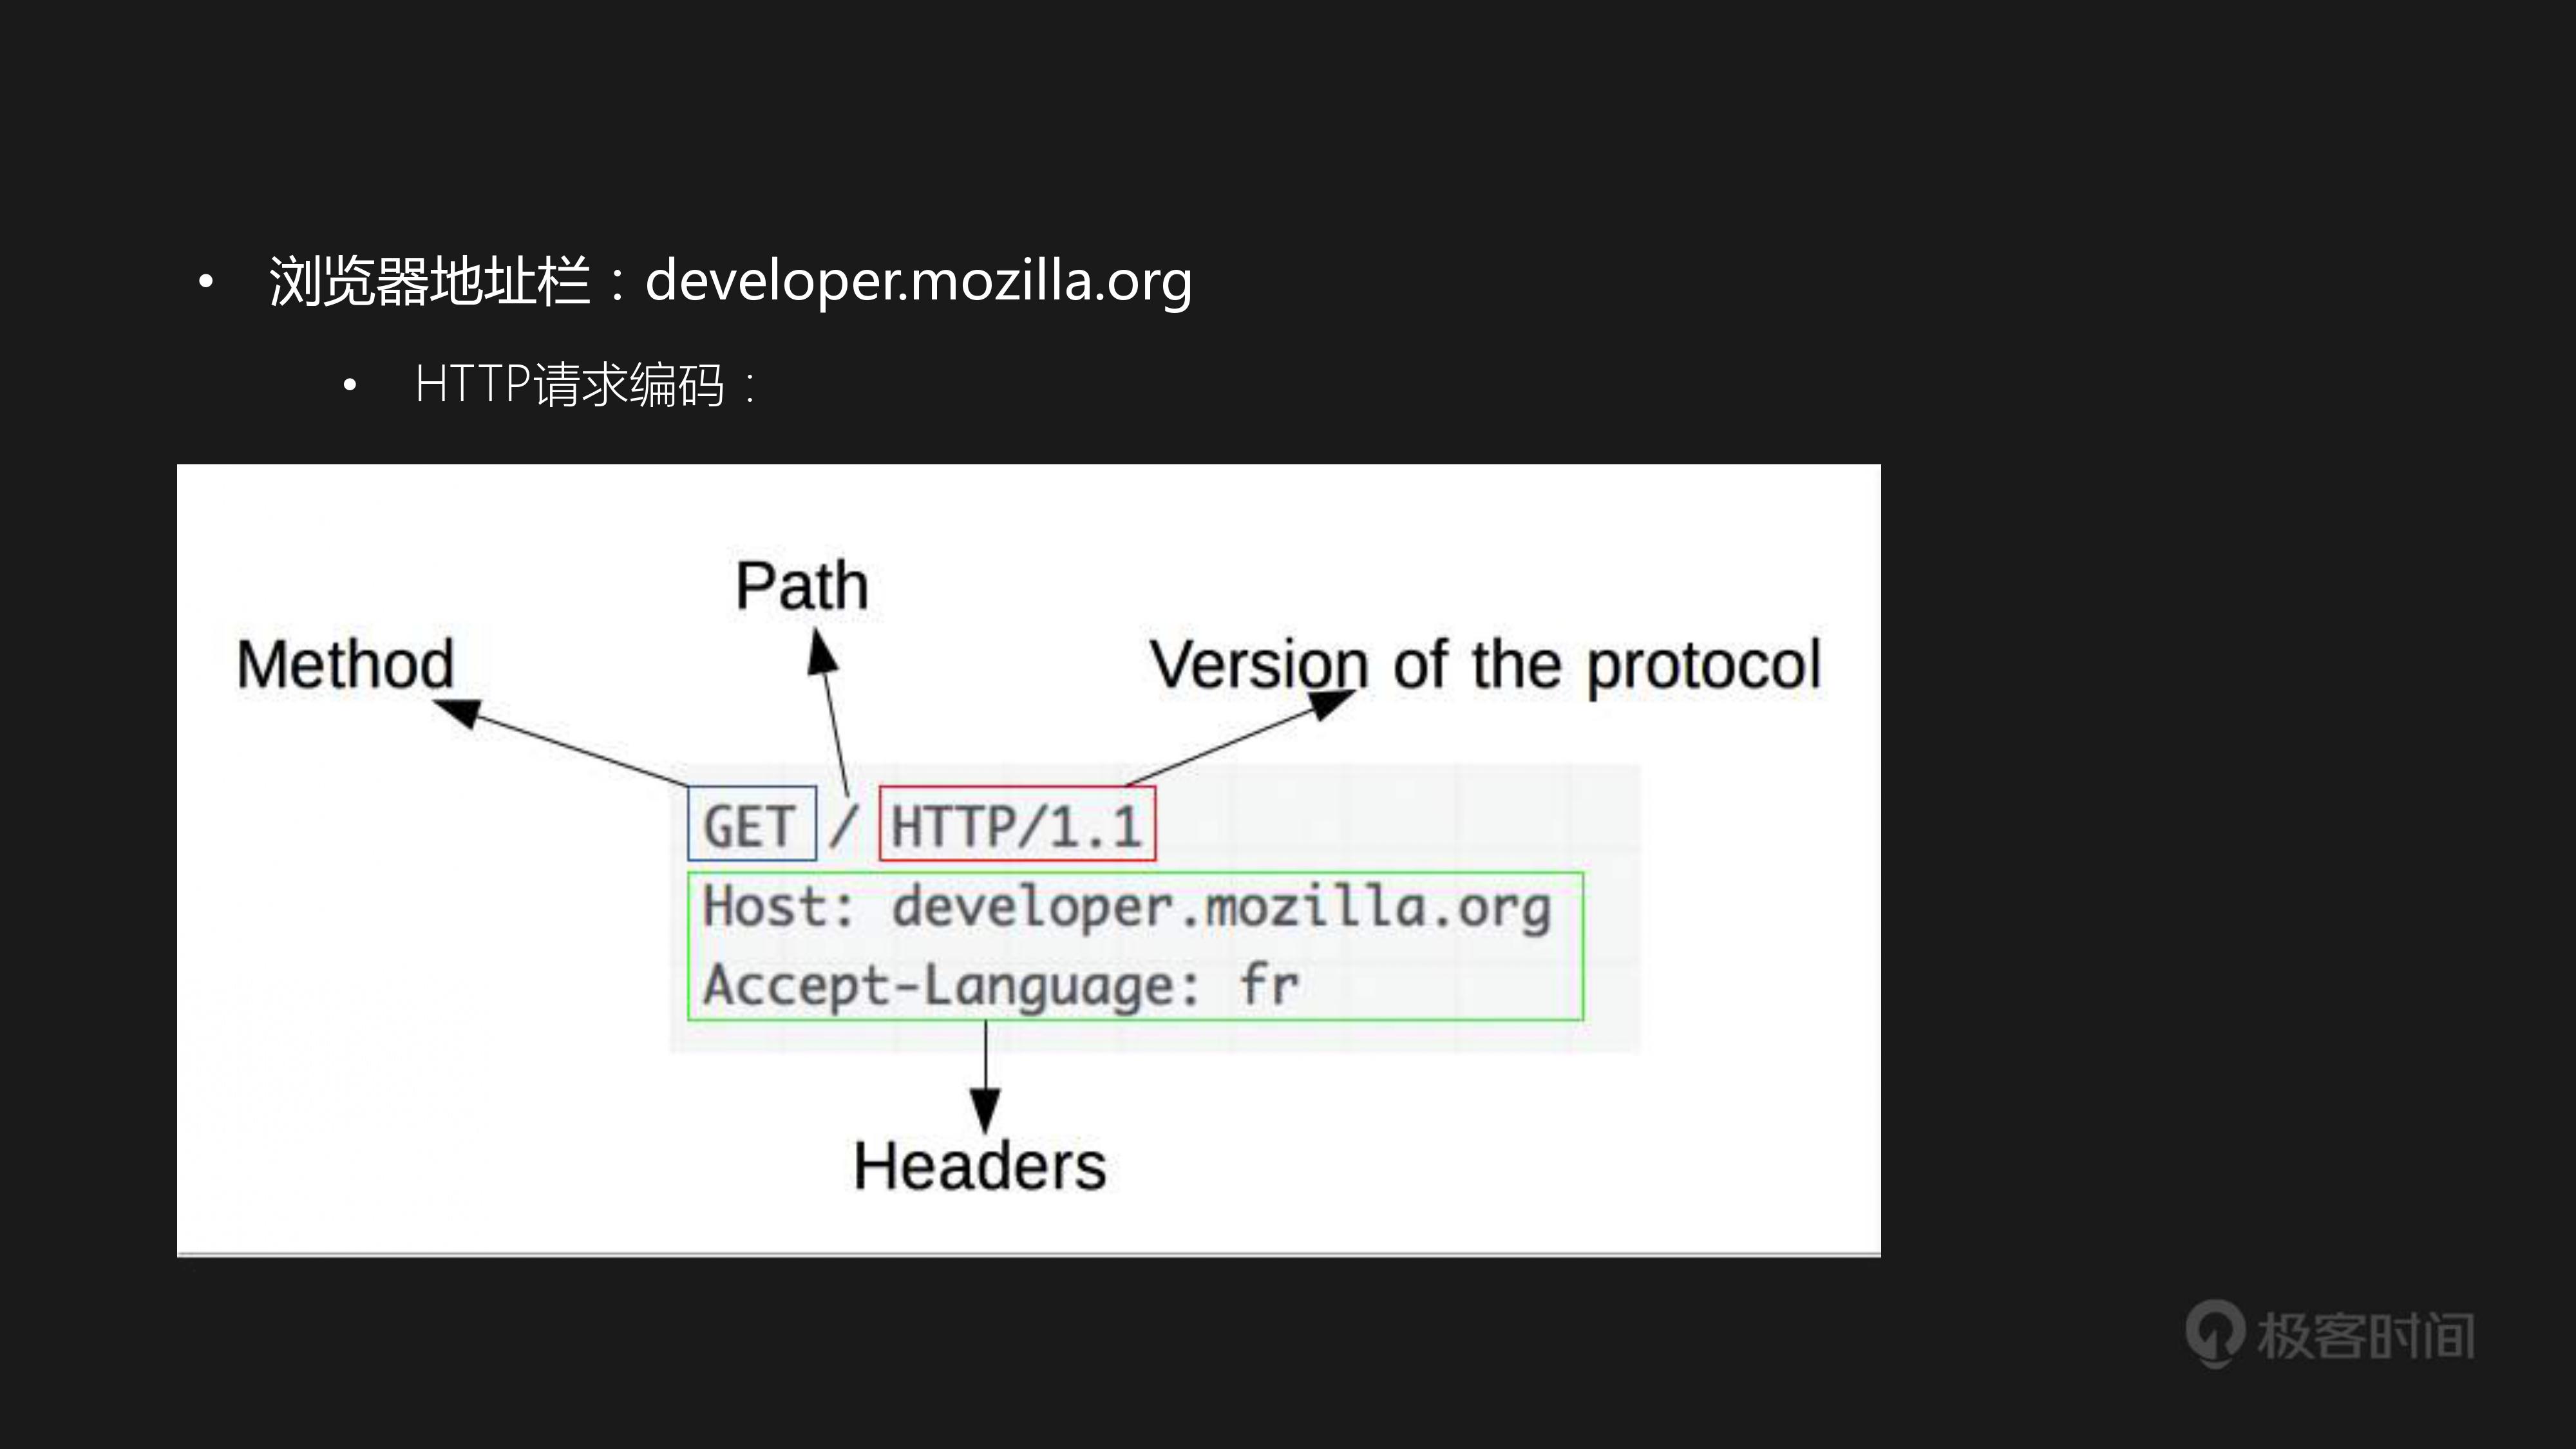 • 浏览器地址栏：developer.mozilla.org
• HTTP请求编码：
Path
Method
Version of the protocol
GET / HTTP/1.1
Host: developer.mozilla.org
Accept-Language: fr
Headers
极客时间